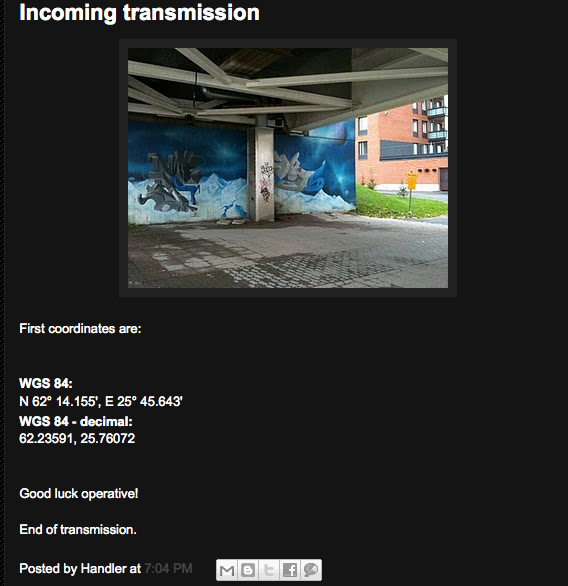 Incoming transmission
First coordinates are:
WGS 84:
N 62° 14.155', E 25° 45.643'
WGS 84 - decimal:
62.23591, 25.76072
Good luck operative!
End of transmission.
Posted by Handler at 7:04 PM